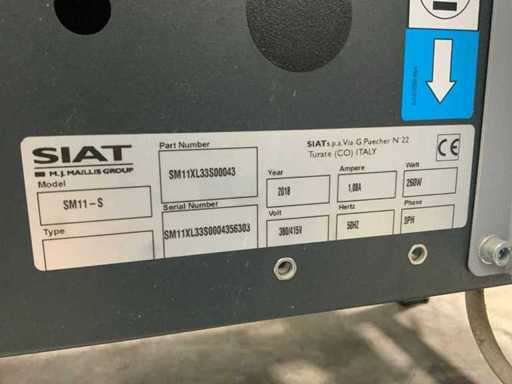 SIAT
M.J. MAILLIS GROUP
Model
SM11-S
Type
Part Number
SM11XL33S00043
Serial Number
SM11XL33S0004356303
SIAT s.p.a. Via G. Puecher N°22
Turate (CO) ITALY
CE
Year
2018
Ampere
1,08A
Watt
260W
Volt
380/415V
Hertz
50HZ
Phase
3PH